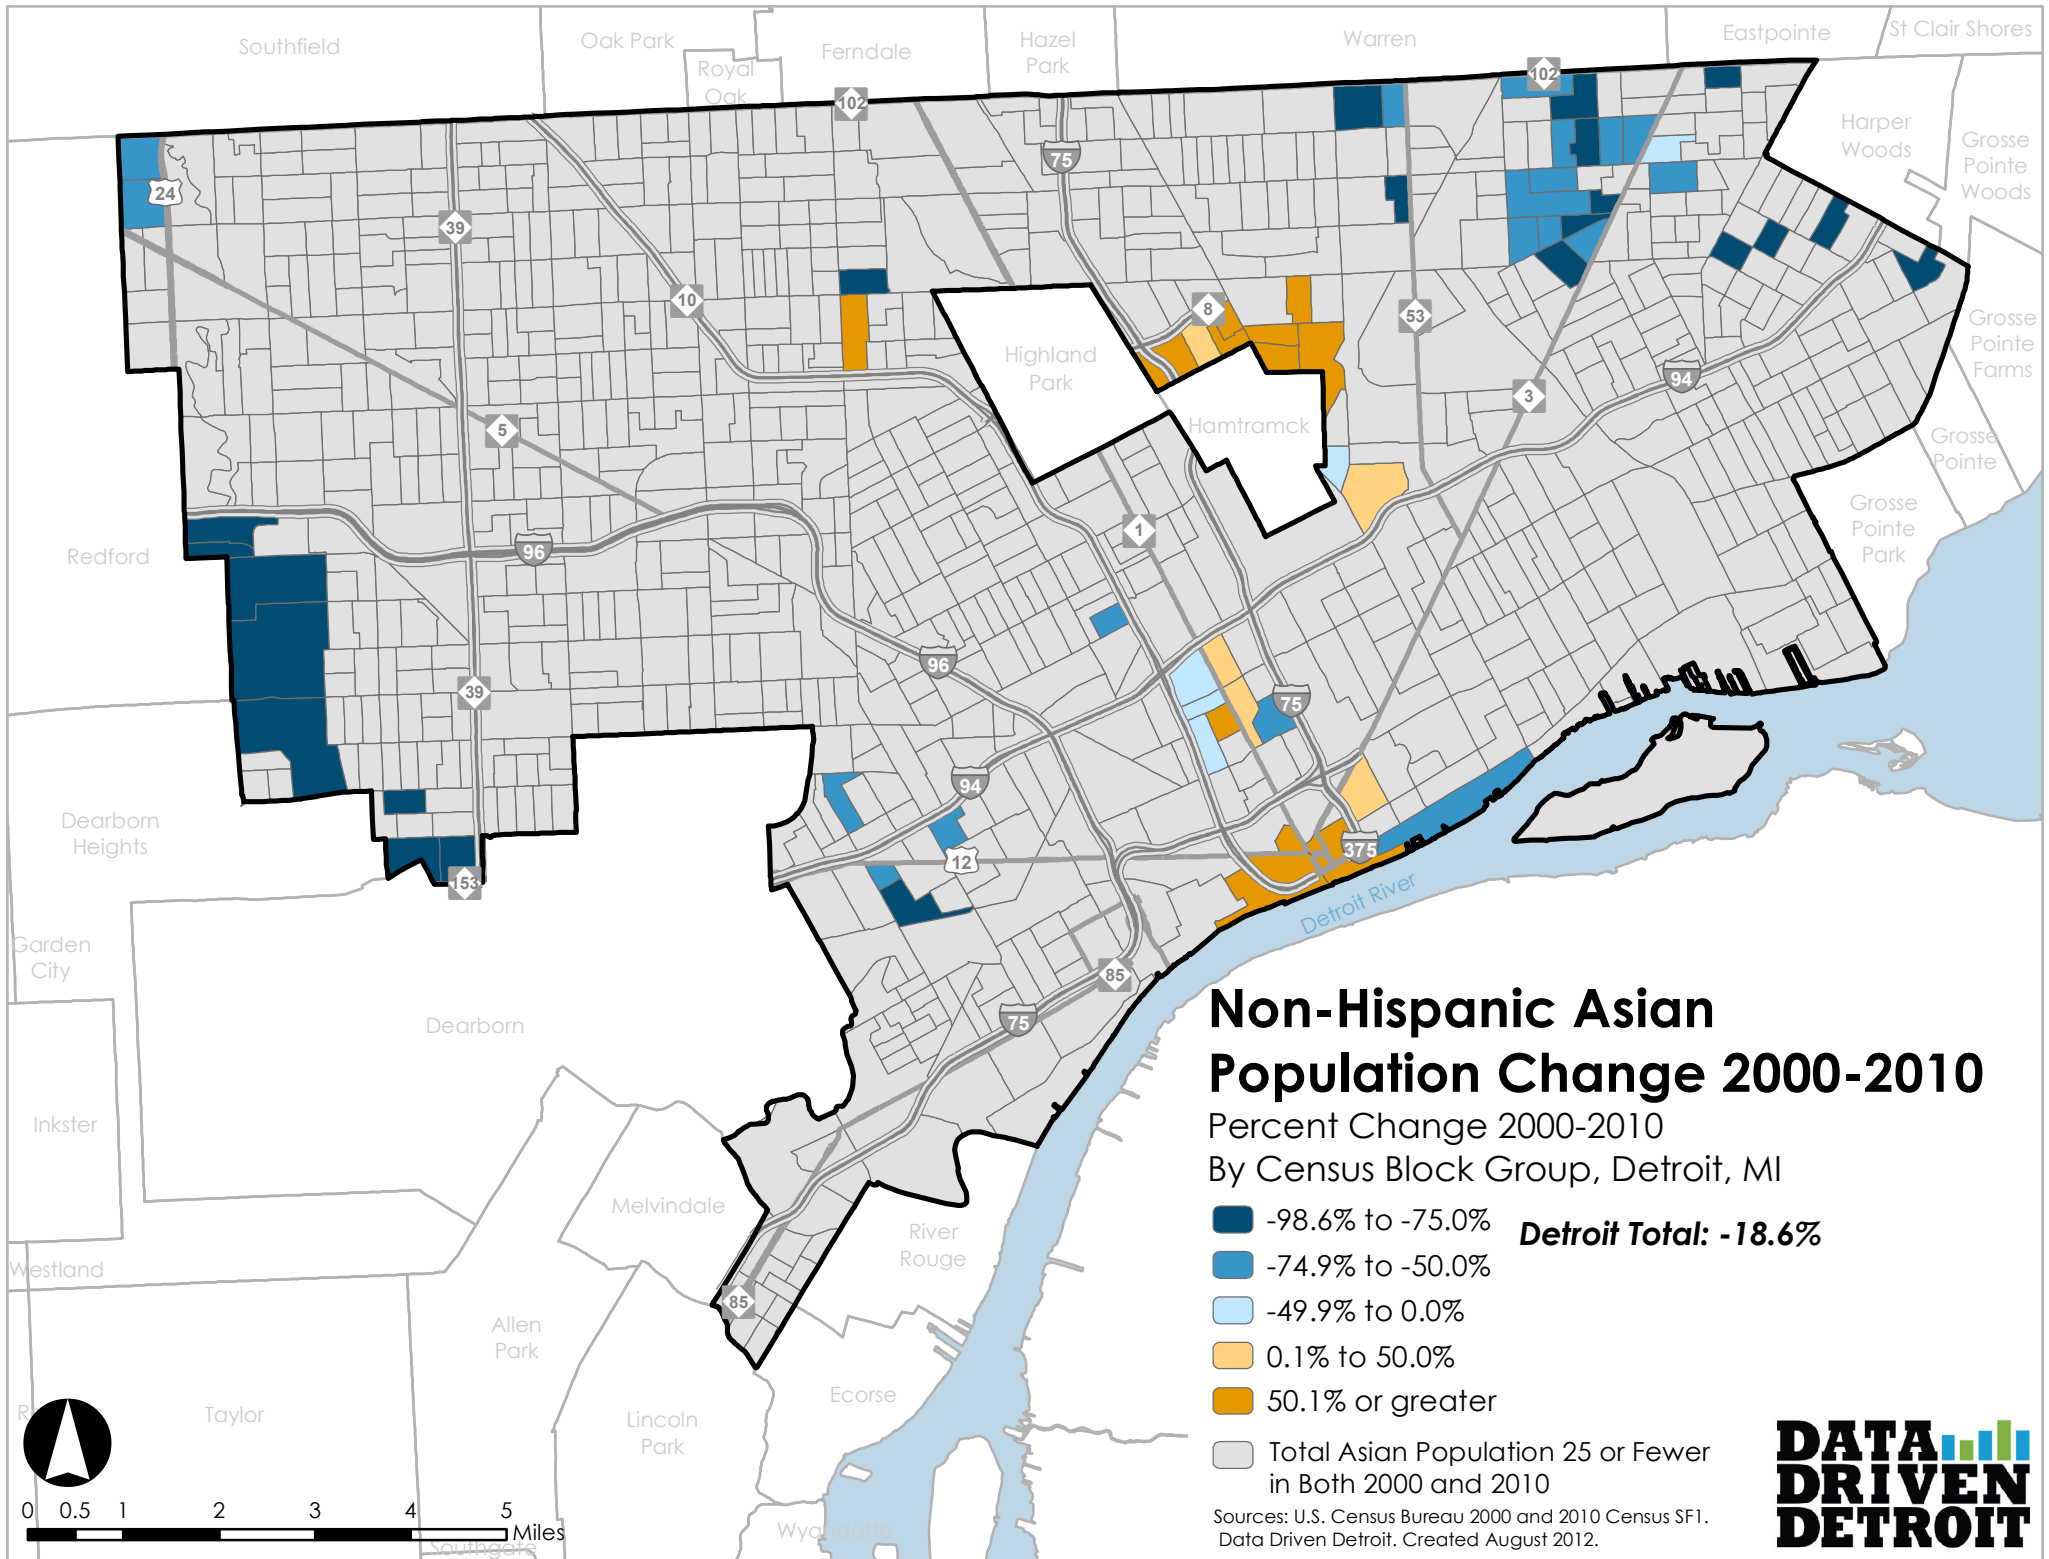 Southfield
Oak Park
Royal
Oak
Ferndale
Hazel
Park
Warren
Eastpointe
St Clair Shores
102
102
Harper
Woods
Grosse
Pointe
Woods
75
24
39
10
8
53
Highland
Park
Grosse
Pointe
Farms
94
3
5
Hamtramck
Grosse
Pointe
Grosse
Pointe
Park
Redford
96
1
96
39
75
94
Dearborn
Heights
12
375
153
Detroit River
Garden
City
85
75
Dearborn
Inkster
Melvindale
River
Rouge
Westland
85
Allen
Park
Ecorse
Taylor
Lincoln
Park
Wyandotte
Southgate
Non-Hispanic Asian
Population Change 2000-2010
Percent Change 2000-2010
By Census Block Group, Detroit, MI
-98.6% to -75.0%
Detroit Total: -18.6%
-74.9% to -50.0%
-49.9% to 0.0%
0.1% to 50.0%
50.1% or greater
Total Asian Population 25 or Fewer
in Both 2000 and 2010
Sources: U.S. Census Bureau 2000 and 2010 Census SF1.
Data Driven Detroit. Created August 2012.
DATA
DRIVEN
DETROIT
0 0.5 1 2 3 4 5
Miles